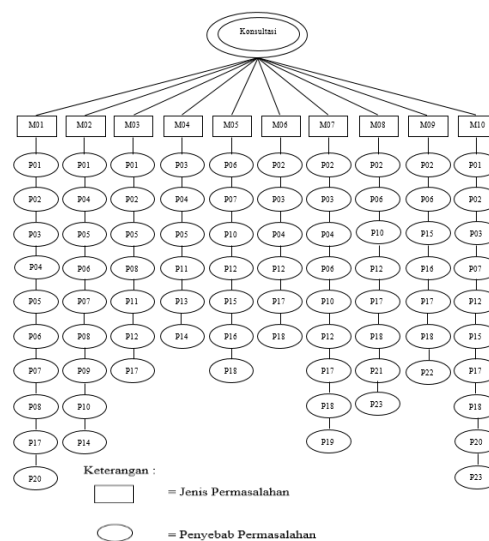 Konsultasi
M01 M02 M03 M04 M05 M06 M07 M08 M09 M10
P01 P01 P01 P03 P06 P02 P02 P02 P02 P01
P02 P04 P02 P04 P07 P03 P03 P06 P06 P02
P03 P05 P05 P05 P10 P04 P04 P10 P15 P03
P04 P06 P08 P11 P12 P12 P06 P12 P16 P07
P05 P07 P11 P13 P15 P17 P10 P17 P17 P12
P06 P08 P12 P14 P16 P18 P12 P18 P18 P15
P07 P09 P17 P18 P17 P21 P22 P17
P08 P10 P18 P23 P18
P17 P14 P19 P20
P20 P23
Keterangan :
= Jenis Permasalahan
= Penyebab Permasalahan